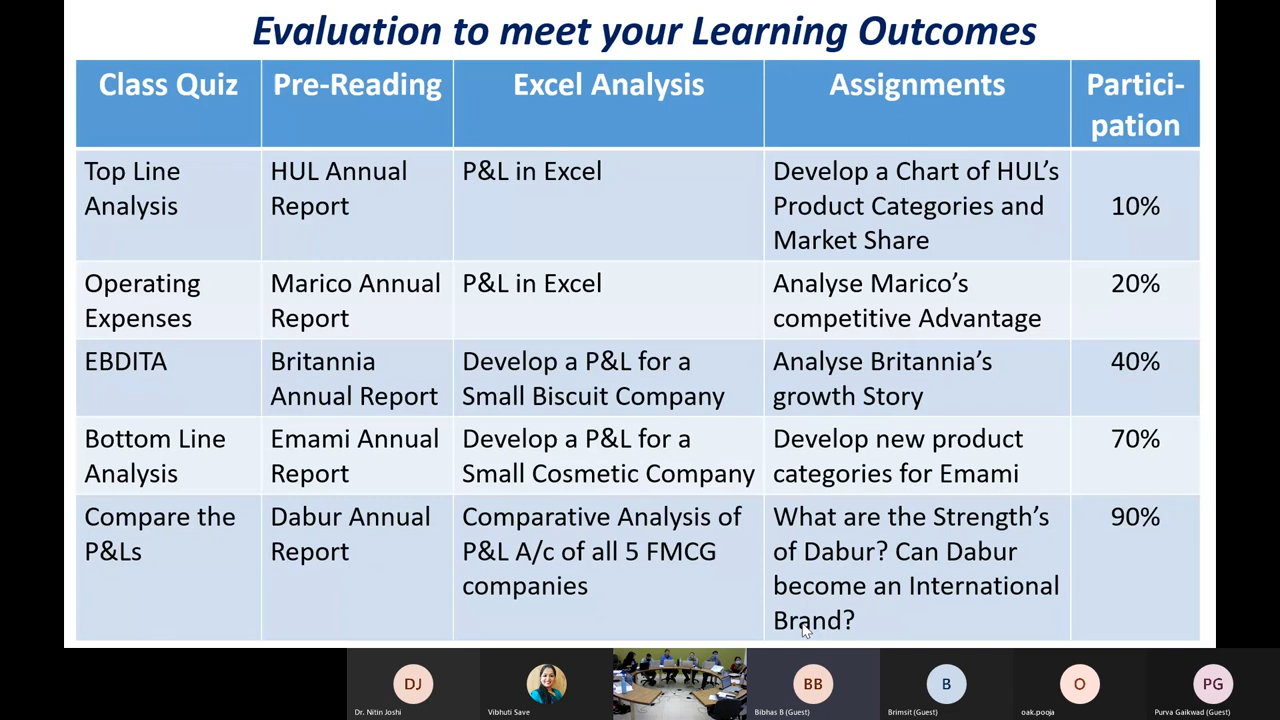 Evaluation to meet your Learning Outcomes
Class Quiz
Pre-Reading
Excel Analysis
Assignments
Partici-
pation
Top Line
Analysis
HUL Annual
Report
P&L in Excel
Develop a Chart of HUL’s
Product Categories and
Market Share
10%
Operating
Expenses
Marico Annual
Report
P&L in Excel
Analyse Marico’s
competitive Advantage
20%
EBDITA
Britannia
Annual Report
Develop a P&L for a
Small Biscuit Company
Analyse Britannia’s
growth Story
40%
Bottom Line
Analysis
Emami Annual
Report
Develop a P&L for a
Small Cosmetic Company
Develop new product
categories for Emami
70%
Compare the
P&Ls
Dabur Annual
Report
Comparative Analysis of
P&L A/c of all 5 FMCG
companies
What are the Strength’s
of Dabur? Can Dabur
become an International
Brand?
90%
DJ
BB
B
O
PG
Dr. Nitin Joshi
Vibhuti Save
Bibhas B (Guest)
Brimsit (Guest)
oak.pooja
Purva Gaikwad (Guest)